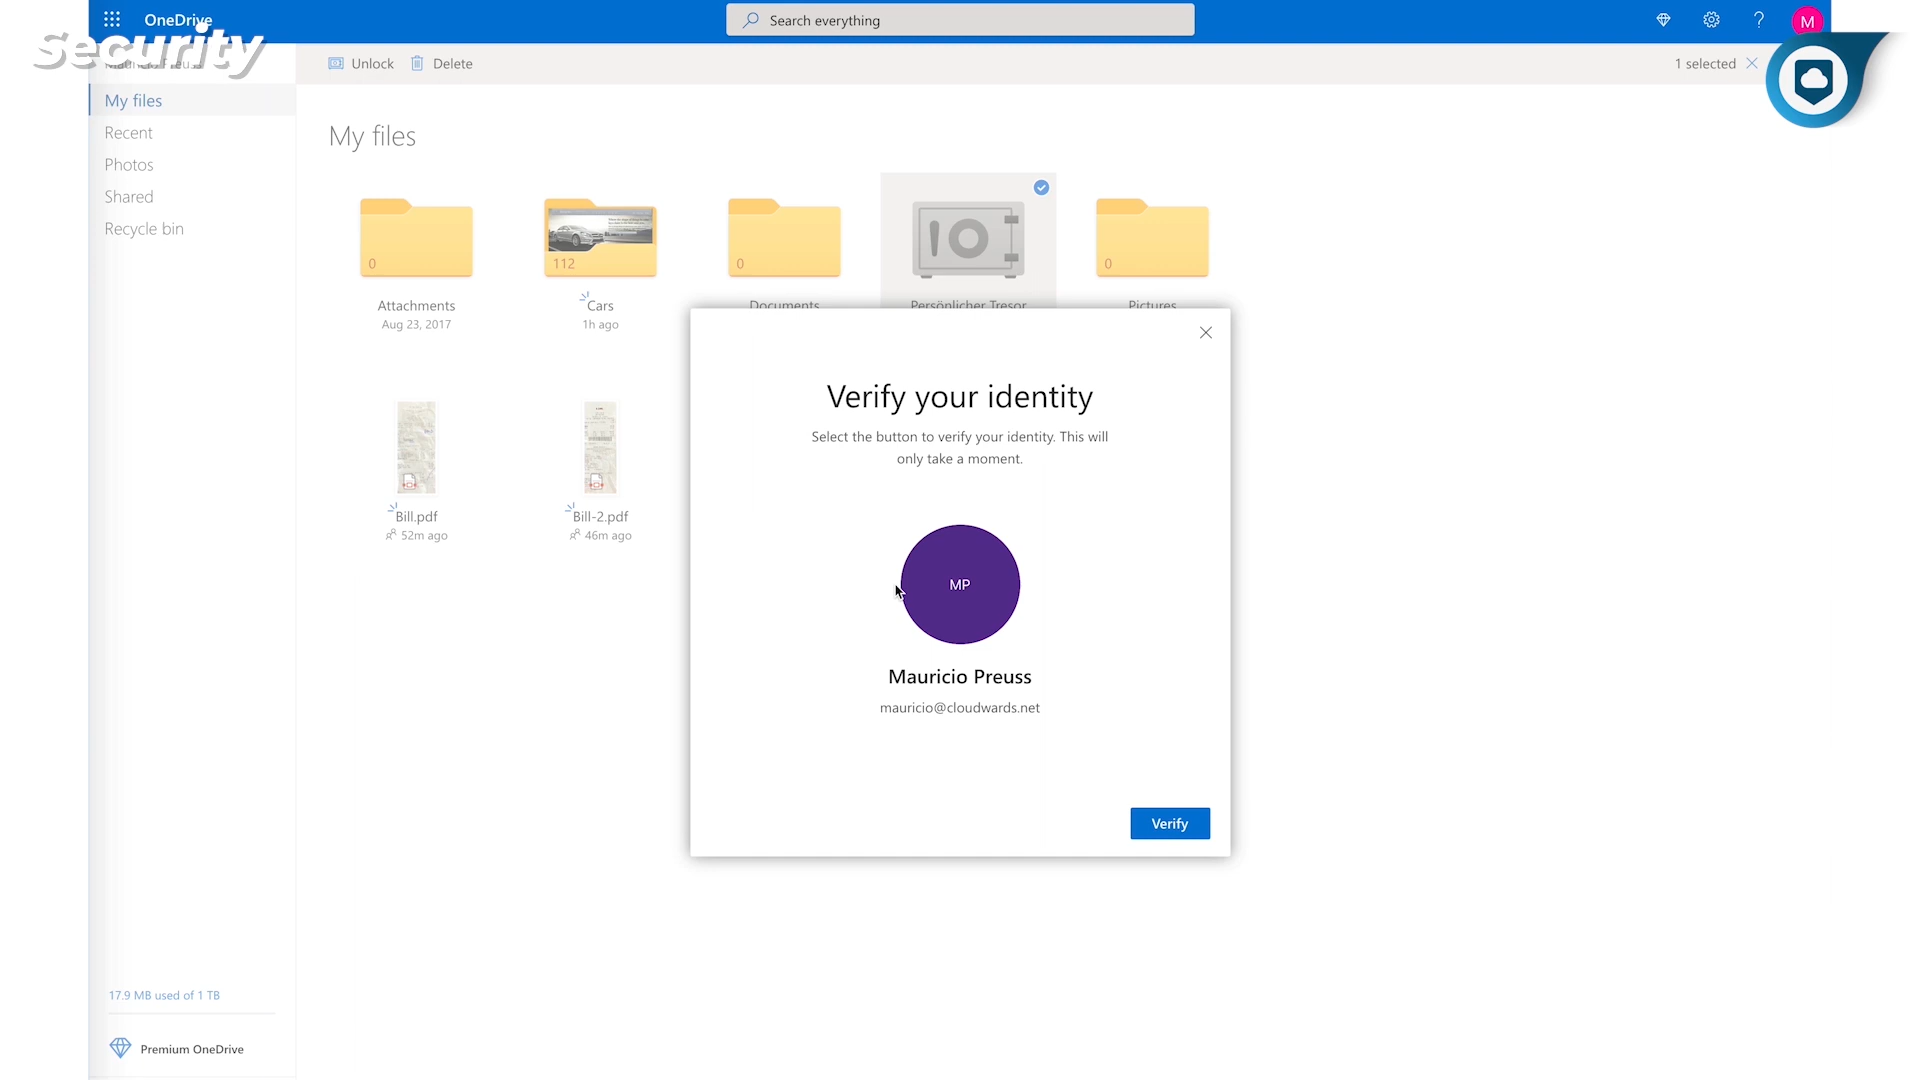 OneDrive
Search everything
?
M
Security
Mauricio Preuss
Unlock
Delete
1 selected
My files
Recent
Photos
Shared
Recycle bin
My files
0
112
0
0
Attachments
Cars
Documents
Persönlicher Tresor
Pictures
Aug 23, 2017
1h ago
Verify your identity
Select the button to verify your identity. This will
only take a moment.
Bill.pdf
Bill-2.pdf
52m ago
46m ago
MP
Mauricio Preuss
mauricio@cloudwards.net
Verify
17.9 MB used of 1 TB
Premium OneDrive